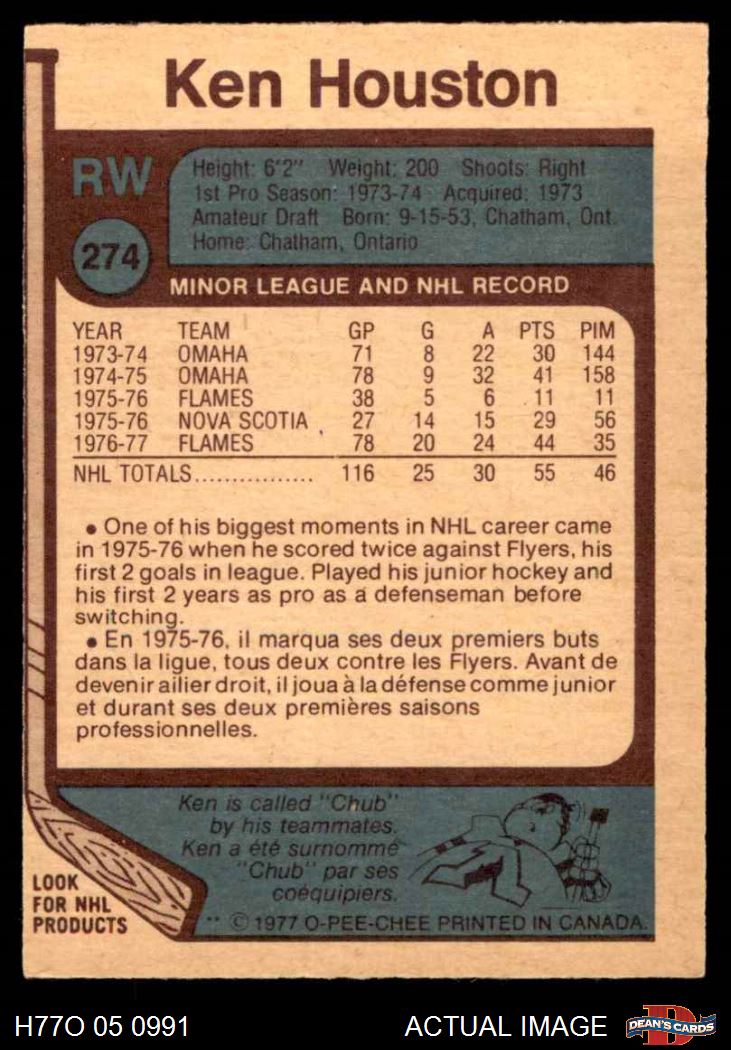 Ken Houston
RW
274
Height: 6'2" Weight: 200 Shoots: Right
1st Pro Season: 1973-74 Acquired: 1973
Amateur Draft Born: 9-15-53, Chatham, Ont.
Home: Chatham, Ontario
MINOR LEAGUE AND NHL RECORD
YEAR TEAM GP G A PTS PIM
1973-74 OMAHA 71 8 22 30 144
1974-75 OMAHA 78 9 32 41 158
1975-76 FLAMES 38 5 6 11 11
1975-76 NOVA SCOTIA 27 14 15 29 56
1976-77 FLAMES 78 20 24 44 35
NHL TOTALS................ 116 25 30 55 46
• One of his biggest moments in NHL career came
in 1975-76 when he scored twice against Flyers, his
first 2 goals in league. Played his junior hockey and
his first 2 years as pro as a defenseman before
switching.
• En 1975-76, il marqua ses deux premiers buts
dans la ligue, tous deux contre les Flyers. Avant de
devenir ailier droit, il joua à la défense comme junior
et durant ses deux premières saisons
professionnelles.
Ken is called "Chub"
by his teammates.
Ken a été surnommé
"Chub" par ses
coéquipiers.
LOOK
FOR NHL
PRODUCTS
** © 1977 O-PEE-CHEE PRINTED IN CANADA.
H77O 05 0991 ACTUAL IMAGE
D
DEAN'S CARDS